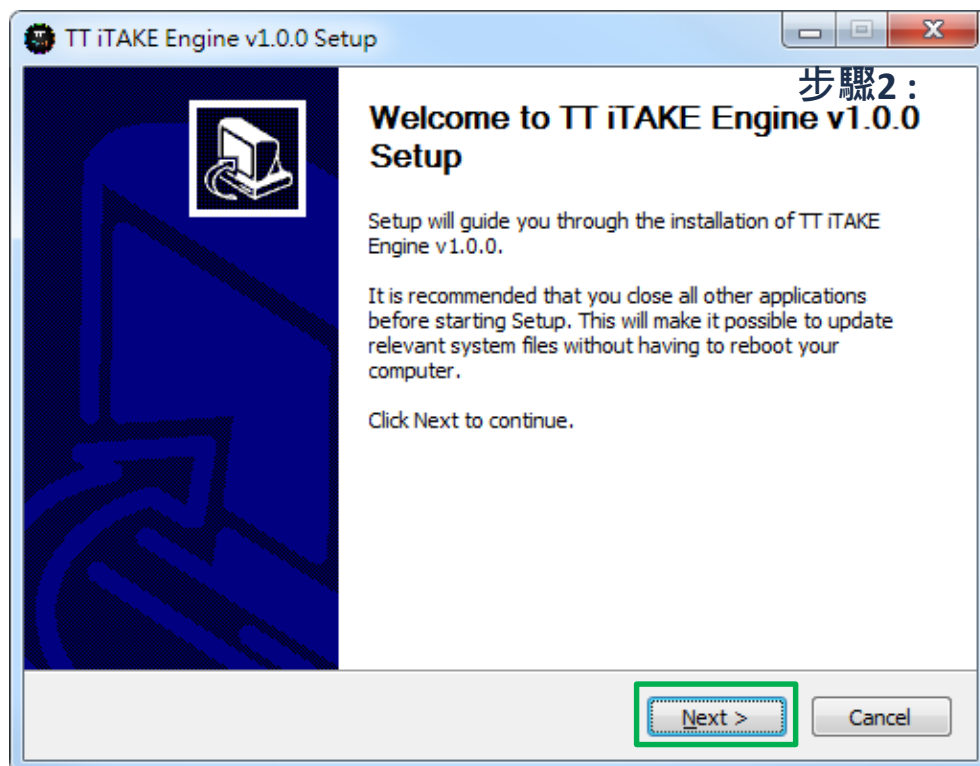 TT iTAKE Engine v1.0.0 Setup
步驟2：
Welcome to TT iTAKE Engine v1.0.0
Setup
Setup will guide you through the installation of TT iTAKE
Engine v1.0.0.
It is recommended that you close all other applications
before starting Setup. This will make it possible to update
relevant system files without having to reboot your
computer.
Click Next to continue.
Next >
Cancel